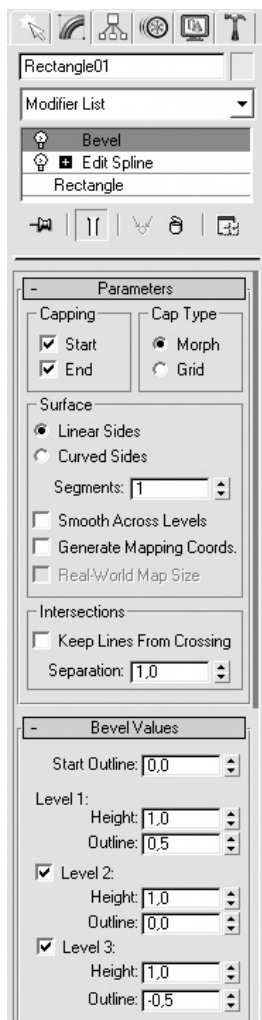 Rectangle01
Modifier List
Bevel
Edit Spline
Rectangle
- Parameters
Capping
Start
End
Cap Type
Morph
Grid
Surface
Linear Sides
Curved Sides
Segments: 1
Smooth Across Levels
Generate Mapping Coords.
Real-World Map Size
Intersections
Keep Lines From Crossing
Separation: 1,0
- Bevel Values
Start Outline: 0,0
Level 1:
Height: 1,0
Outline: 0,5
Level 2:
Height: 1,0
Outline: 0,0
Level 3:
Height: 1,0
Outline: -0,5